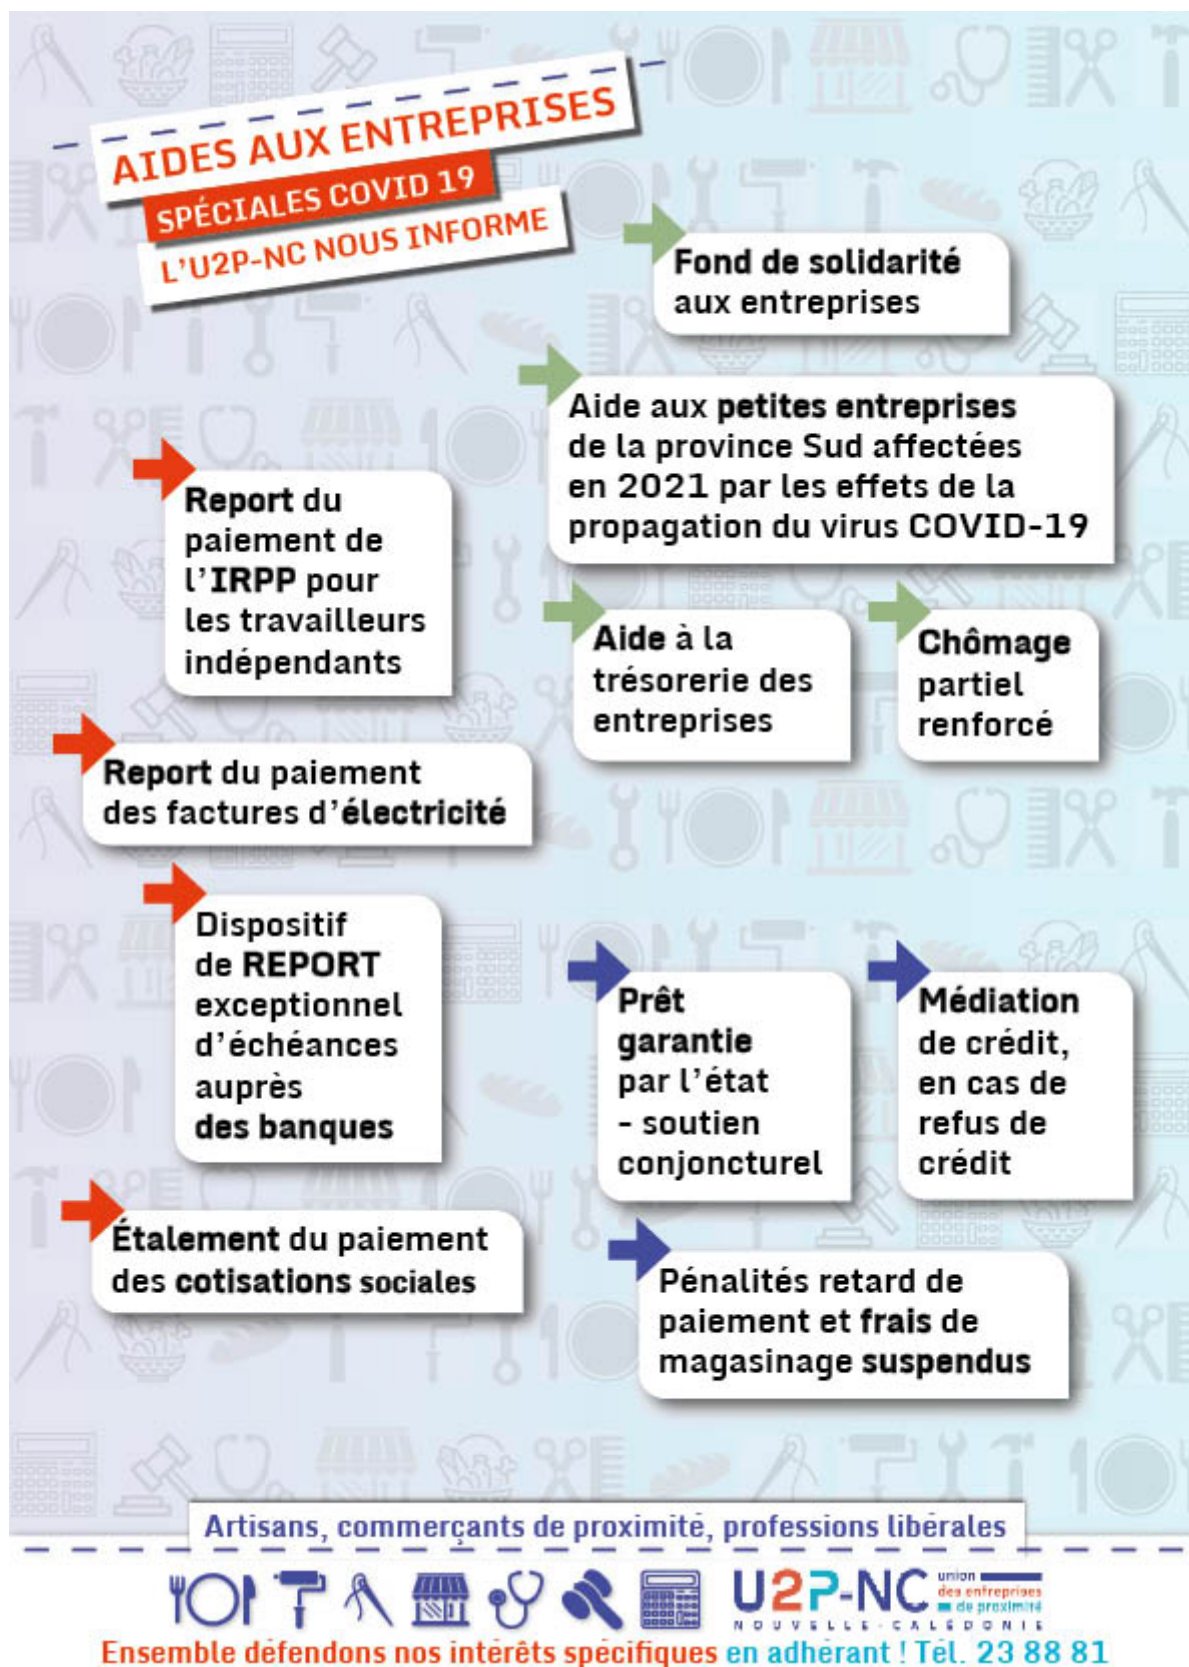 AIDES AUX ENTREPRISES
SPÉCIALES COVID 19
L'U2P-NC NOUS INFORME
Fond de solidarité
aux entreprises
Aide aux petites entreprises
de la province Sud affectées
en 2021 par les effets de la
propagation du virus COVID-19
Report du
paiement de
l'IRPP pour
les travailleurs
indépendants
Aide à la
trésorerie des
entreprises
Chômage
partiel
renforcé
Report du paiement
des factures d'électricité
Dispositif
de REPORT
exceptionnel
d'échéances
auprès
des banques
Prêt
garantie
par l'état
- soutien
conjoncturel
Médiation
de crédit,
en cas de
refus de
crédit
Étalement du paiement
des cotisations sociales
Pénalités retard de
paiement et frais de
magasinage suspendus
Artisans, commerçants de proximité, professions libérales
U2P-NC
NOUVELLE-CALÉDONIE
union
des entreprises
de proximité
Ensemble défendons nos intérêts spécifiques en adhérant ! Tél. 23 88 81